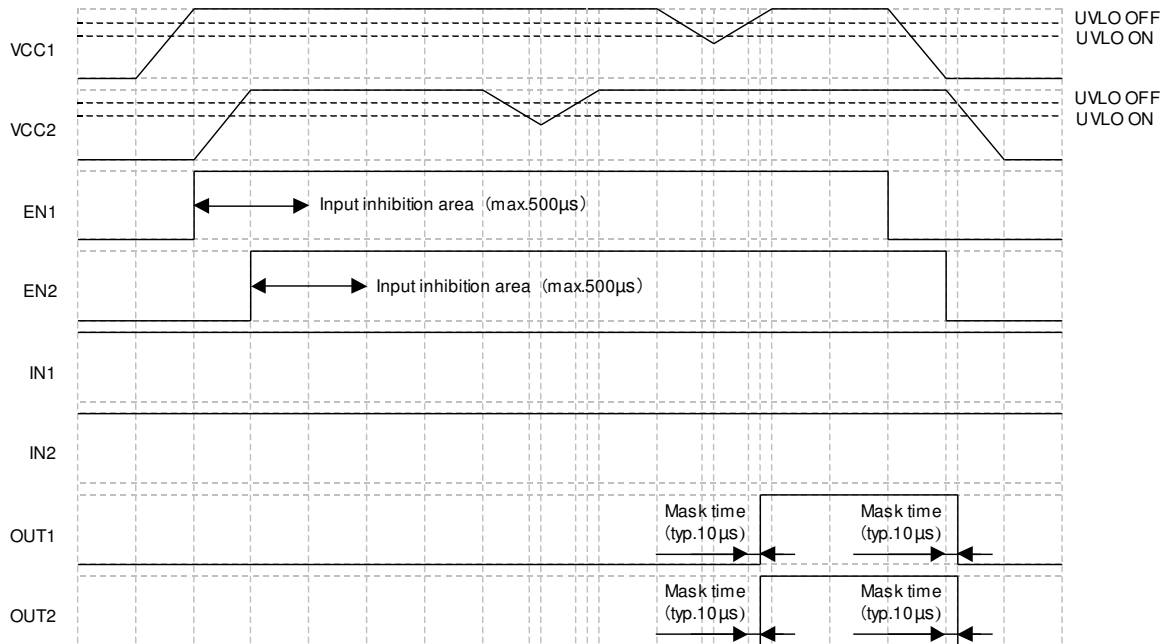 VCC1
UVLO OFF
UVLO ON
VCC2
UVLO OFF
UVLO ON
EN1
Input inhibition area (max.500μs)
EN2
Input inhibition area (max.500μs)
IN1
IN2
OUT1
Mask time
(typ.10μs)
Mask time
(typ.10μs)
OUT2
Mask time
(typ.10μs)
Mask time
(typ.10μs)